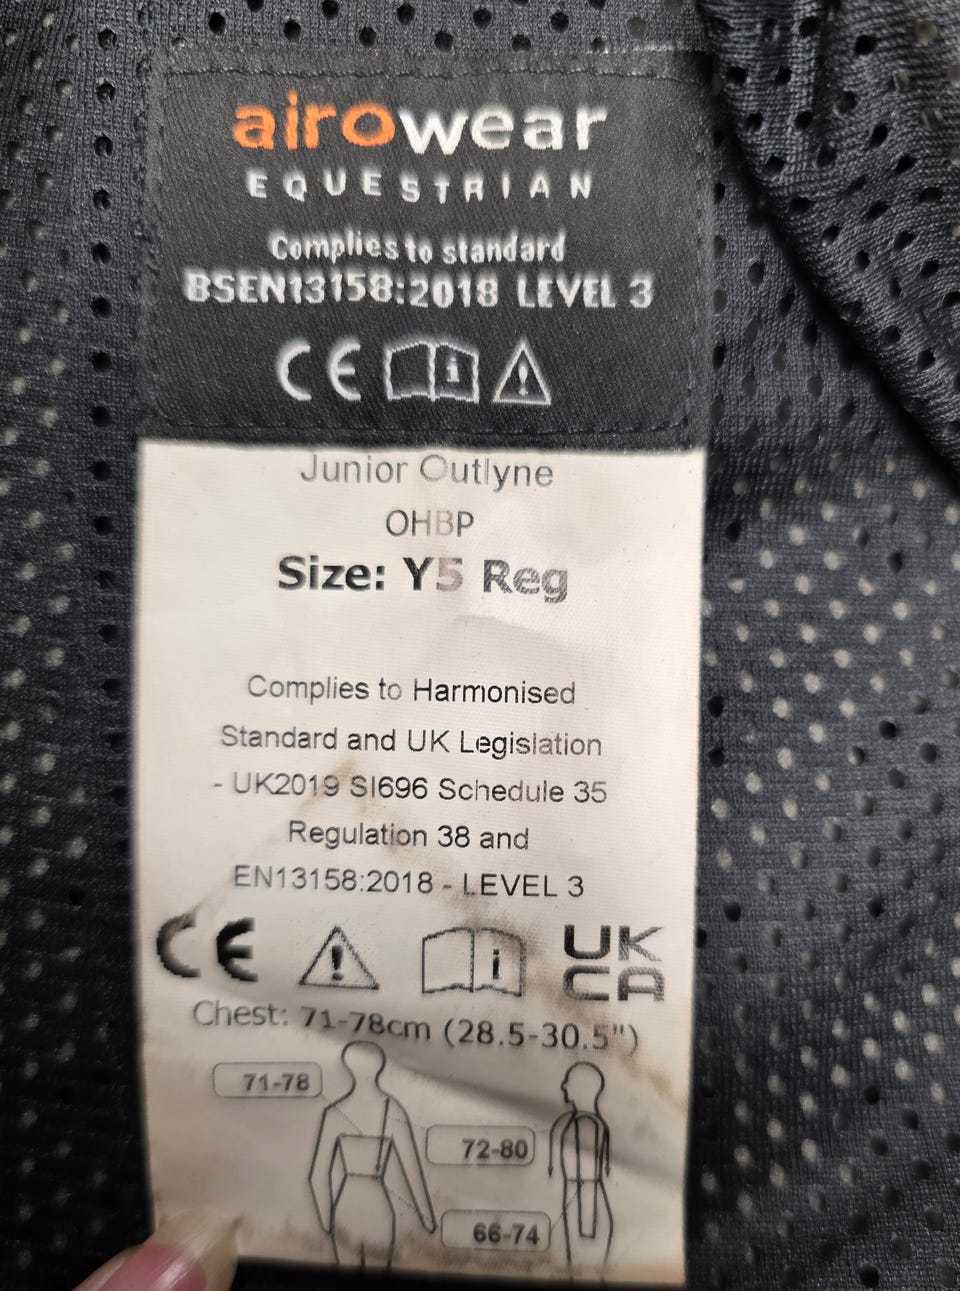 airowear
EQUESTRIAN
Complies to standard
BSEN13158:2018 LEVEL 3
CE i !
Junior Outlyne
OHBP
Size: Y5 Reg
Complies to Harmonised
Standard and UK Legislation
- UK2019 SI696 Schedule 35
Regulation 38 and
EN13158:2018 - LEVEL 3
CE ! i UK
CA
Chest: 71-78cm (28.5-30.5")
71-78
72-80
66-74